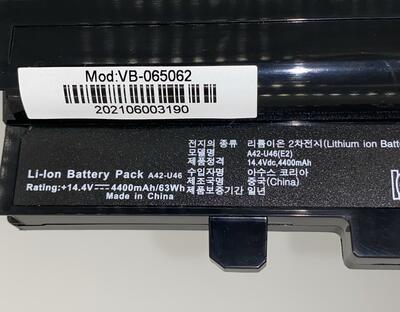 Mod:VB-065062
202106003190
전지의 종류 리튬이온 2차전지(Lithium ion Batt
모델명 A42-U46(E2)
제품정격 14.4Vdc, 4400mAh
수입업자 아수스 코리아
제조국 중국(China)
제품보증기간 일년
Li-Ion Battery Pack A42-U46
Rating:+14.4V⎓4400mAh/63Wh
Made in China